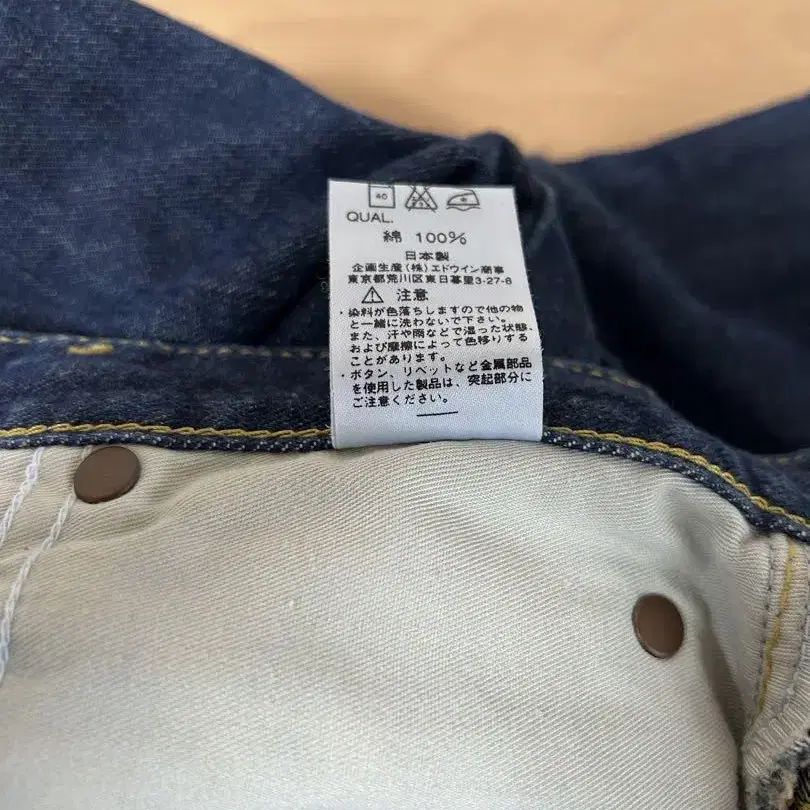 40
QUAL.
綿 100%
日本製
企画生産(株)エドウイン商事
東京都荒川区東日暮里3-27-6
⚠ 注意
・染料が色落ちしますので他の物
と一緒に洗わないで下さい。
また、汗や雨などで湿った状態、
および摩擦によって色移りする
ことがあります。
・ボタン、リベットなど金属部品
を使用した製品は、突起部分に
ご注意ください。